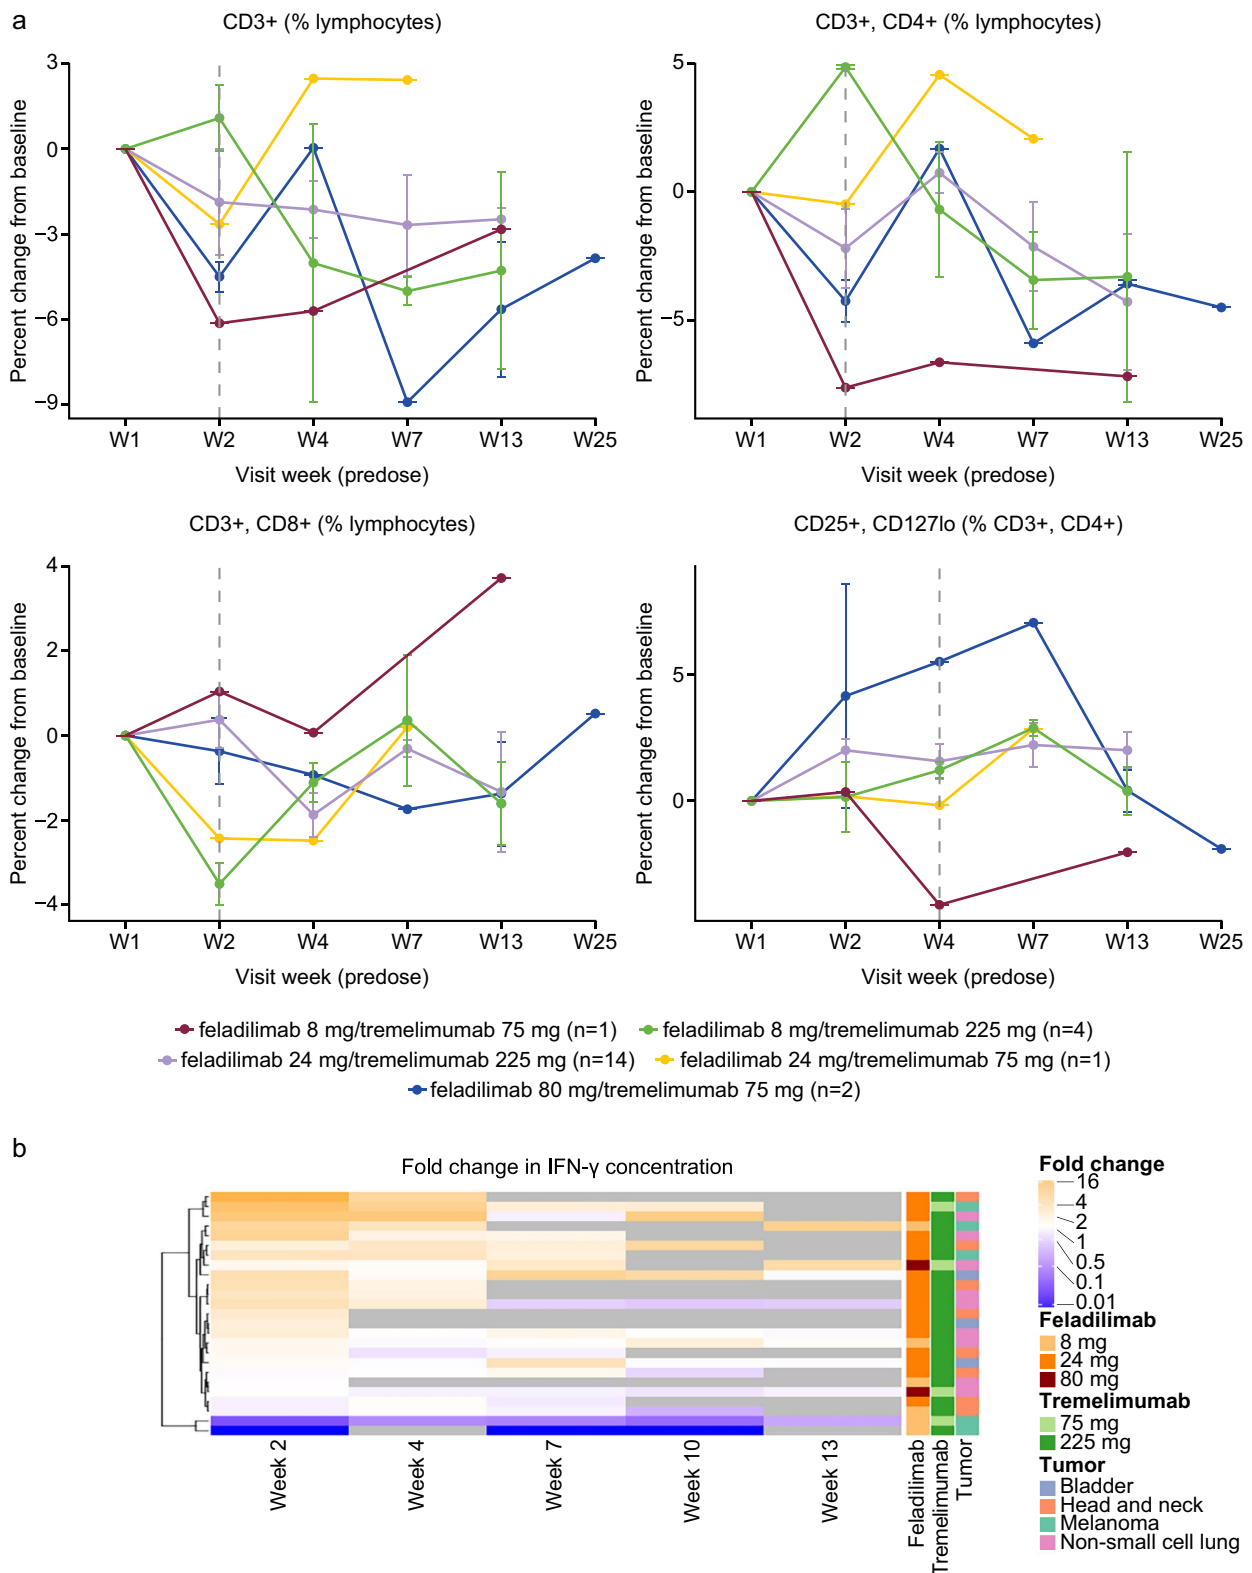 a
CD3+ (% lymphocytes)
CD3+, CD4+ (% lymphocytes)
Percent change from baseline
3
0
−3
−6
−9
W1 W2 W4 W7 W13 W25
Visit week (predose)
Percent change from baseline
5
0
−5
W1 W2 W4 W7 W13 W25
Visit week (predose)
CD3+, CD8+ (% lymphocytes)
CD25+, CD127lo (% CD3+, CD4+)
Percent change from baseline
4
2
0
−2
−4
W1 W2 W4 W7 W13 W25
Visit week (predose)
Percent change from baseline
5
0
W1 W2 W4 W7 W13 W25
Visit week (predose)
feladilimab 8 mg/tremelimumab 75 mg (n=1)
feladilimab 8 mg/tremelimumab 225 mg (n=4)
feladilimab 24 mg/tremelimumab 225 mg (n=14)
feladilimab 24 mg/tremelimumab 75 mg (n=1)
feladilimab 80 mg/tremelimumab 75 mg (n=2)
b
Fold change in IFN-γ concentration
Week 2
Week 4
Week 7
Week 10
Week 13
Feladilimab
Tremelimumab
Tumor
Fold change
16
4
2
1
0.5
0.1
0.01
Feladilimab
8 mg
24 mg
80 mg
Tremelimumab
75 mg
225 mg
Tumor
Bladder
Head and neck
Melanoma
Non-small cell lung